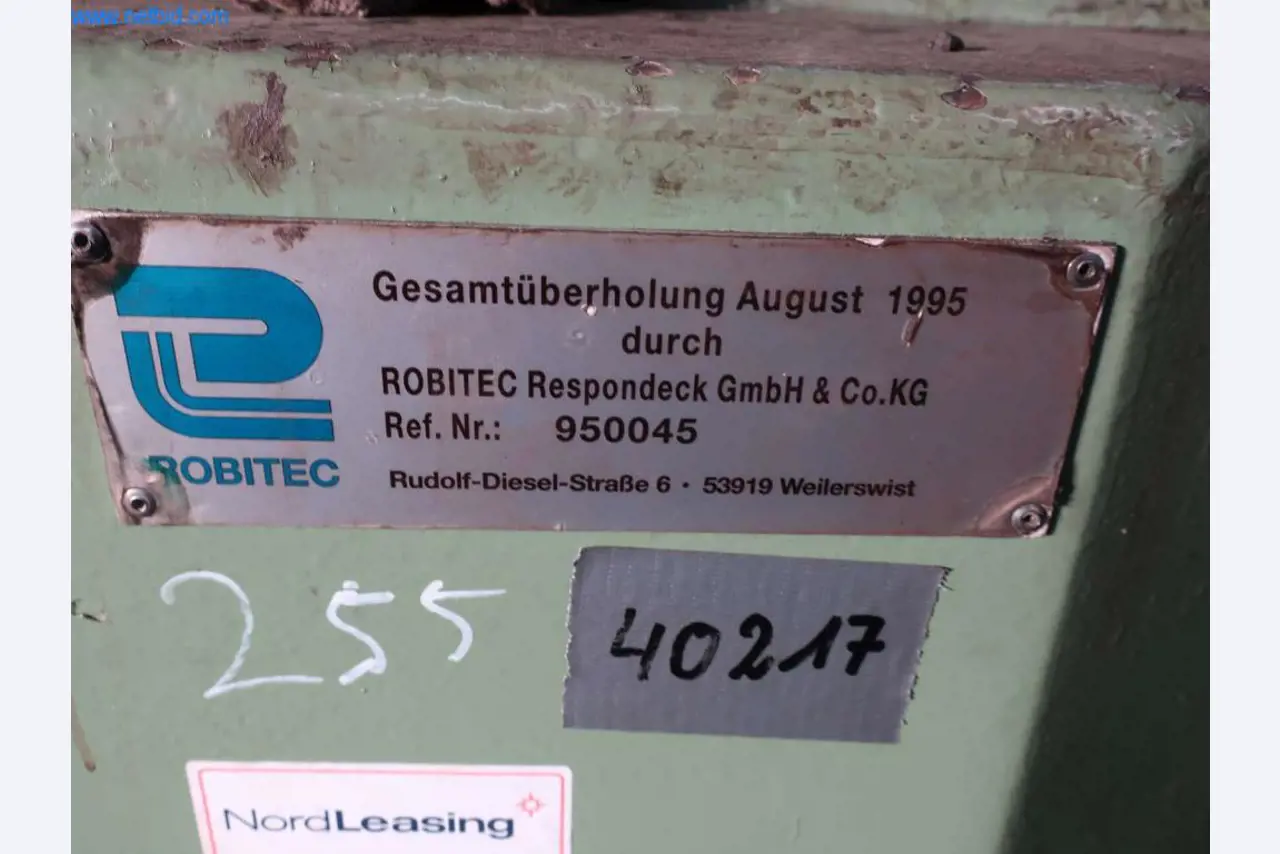 www.netbid.com
Gesamtüberholung August 1995
durch
ROBITEC Respondeck GmbH & Co.KG
Ref. Nr.: 950045
ROBITEC
Rudolf-Diesel-Straße 6 · 53919 Weilerswist
255
40217
NordLeasing